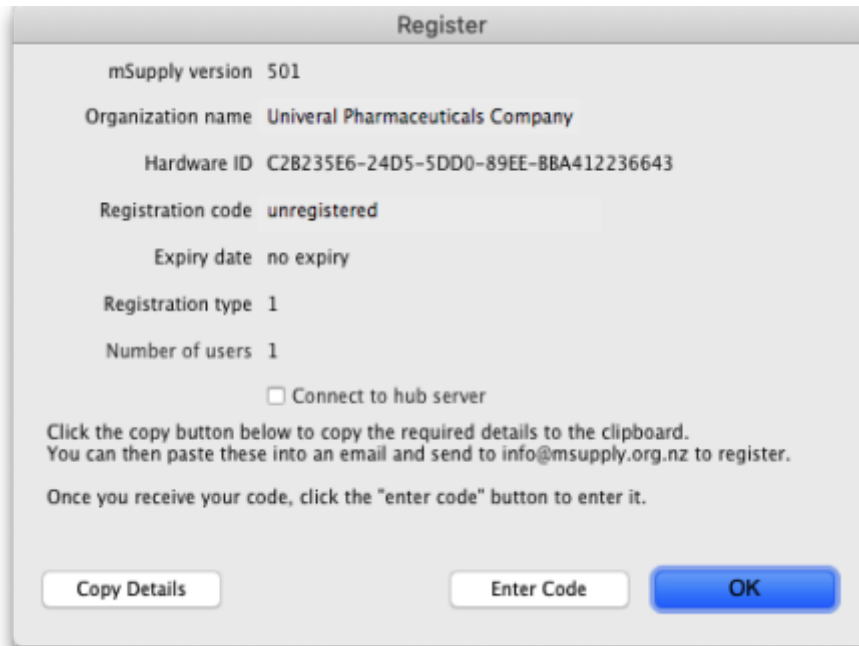 Register
mSupply version 501
Organization name Univeral Pharmaceuticals Company
Hardware ID C2B235E6-24D5-5DD0-89EE-BBA412236643
Registration code unregistered
Expiry date no expiry
Registration type 1
Number of users 1
Connect to hub server
Click the copy button below to copy the required details to the clipboard.
You can then paste these into an email and send to info@msupply.org.nz to register.
Once you receive your code, click the "enter code" button to enter it.
Copy Details Enter Code OK